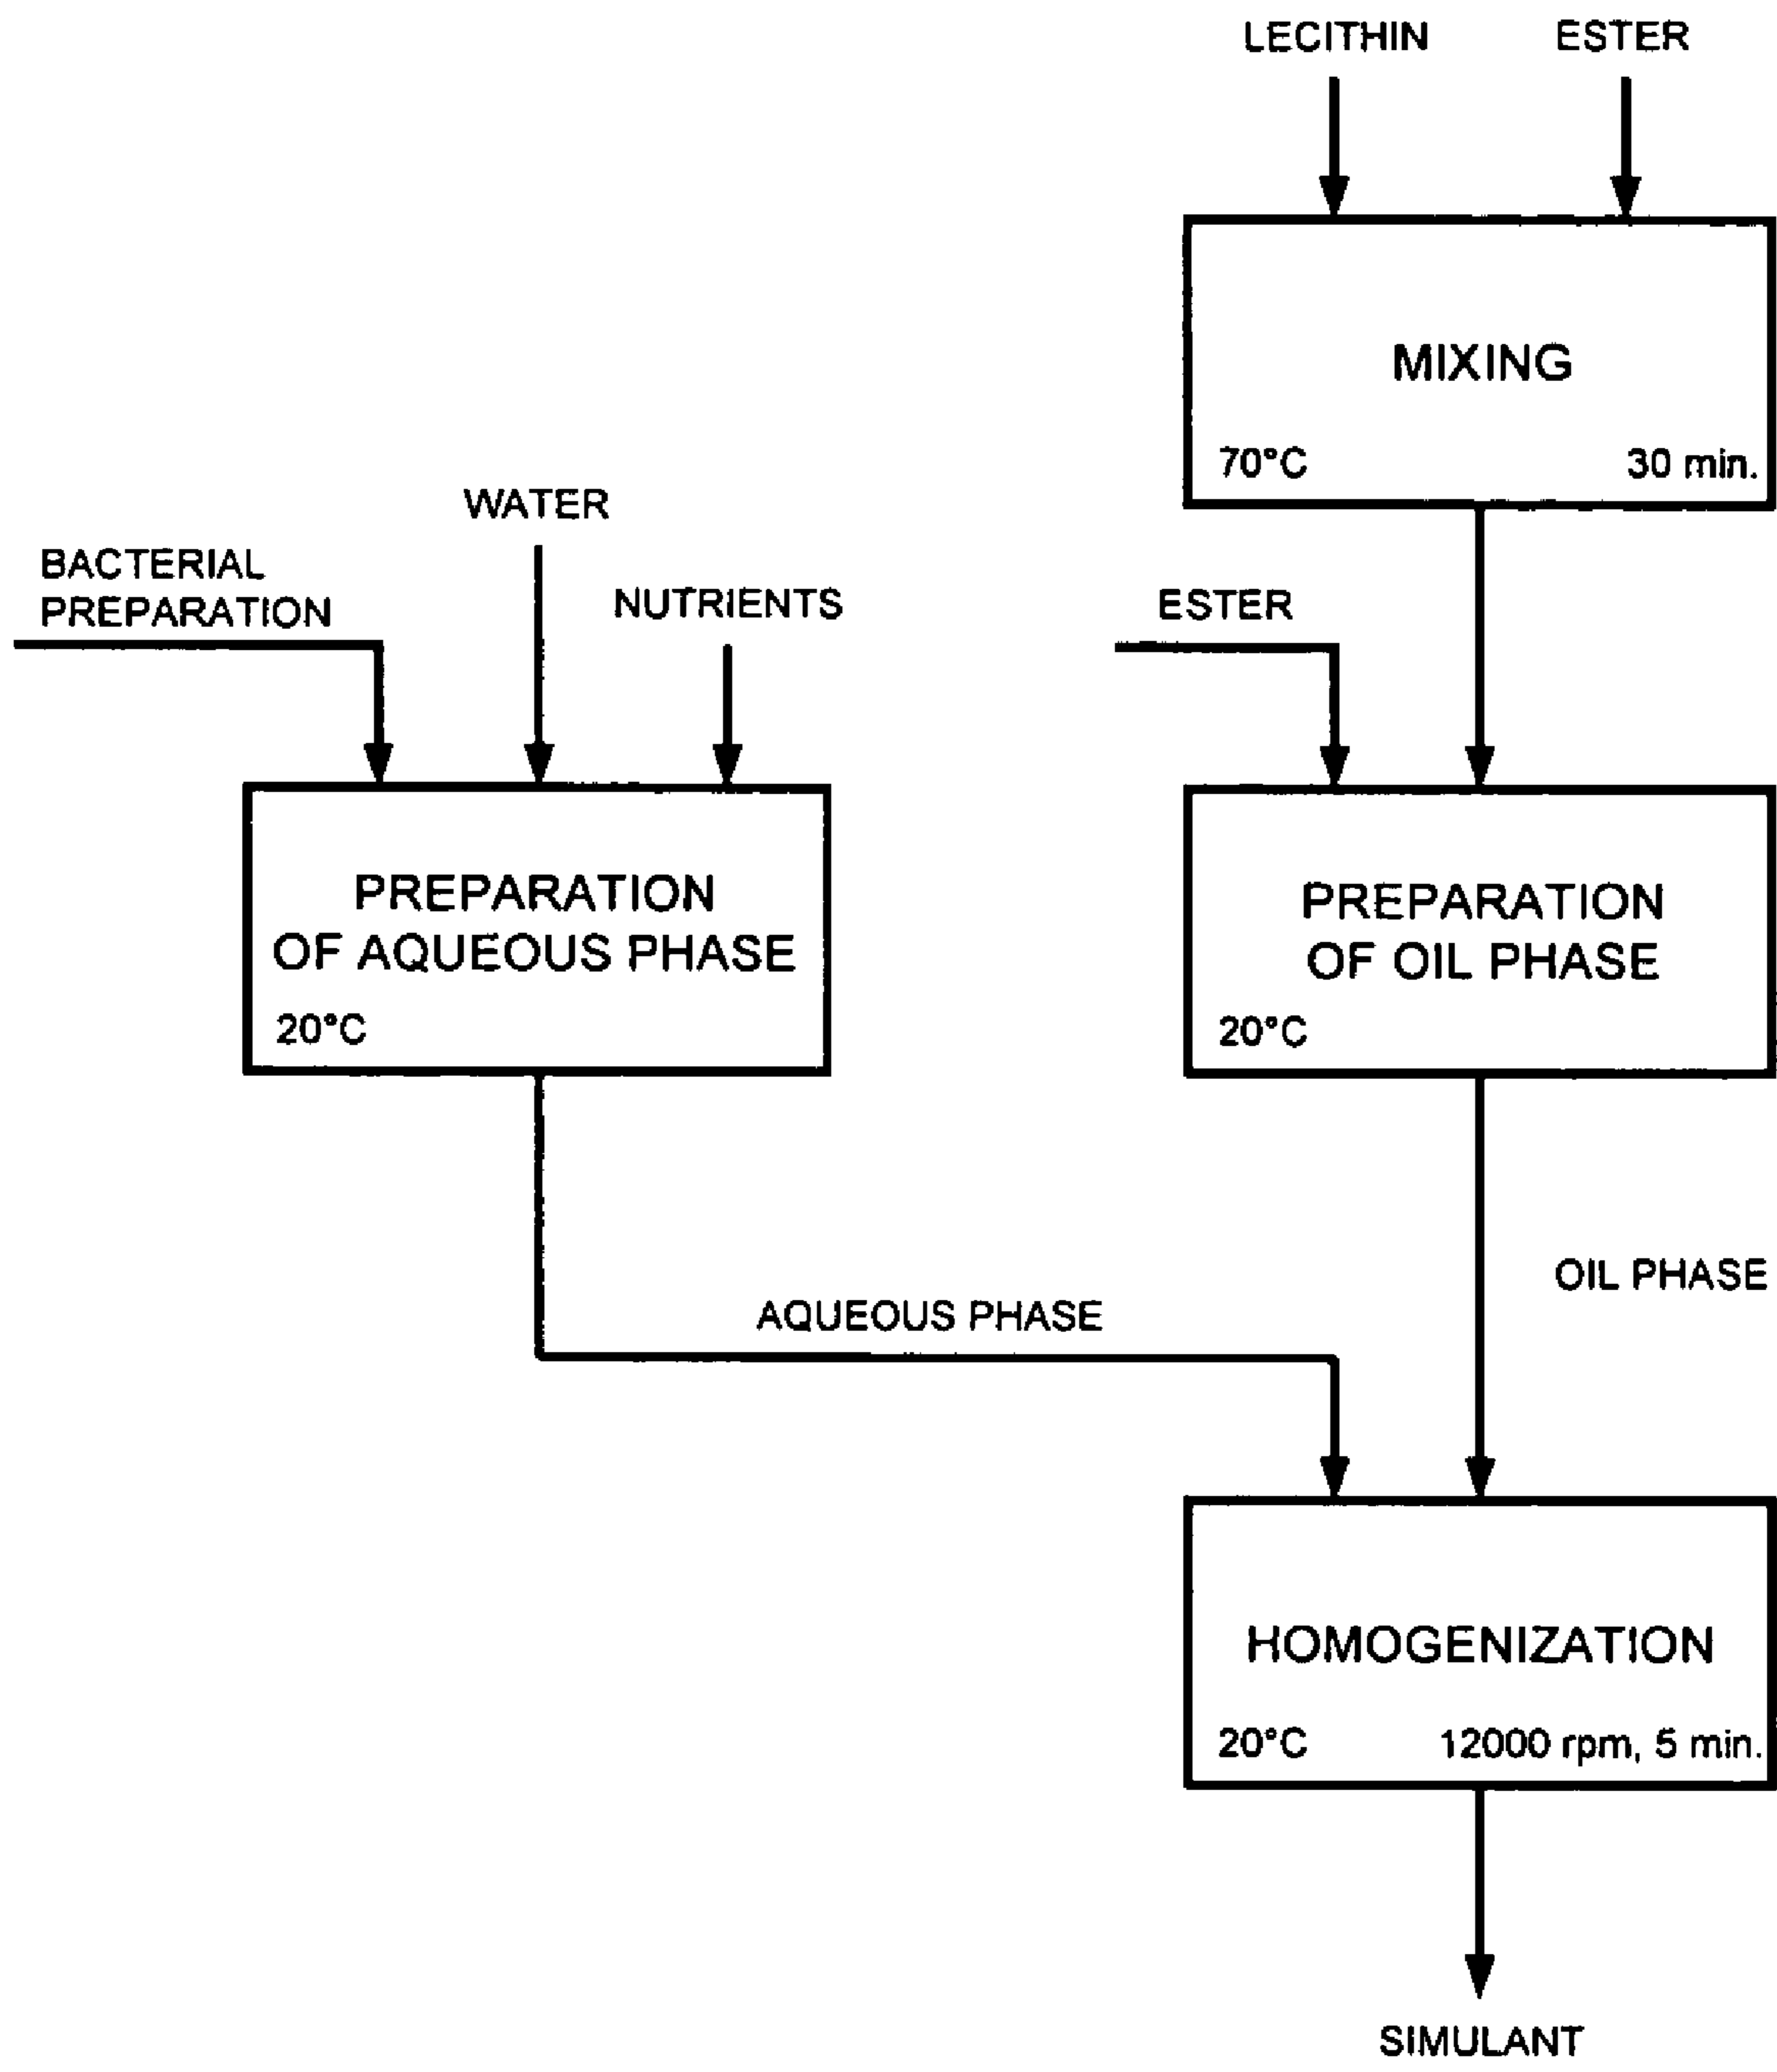 LECITHIN
ESTER
MIXING
70°C
30 min.
WATER
BACTERIAL
PREPARATION
NUTRIENTS
ESTER
PREPARATION
OF AQUEOUS PHASE
20°C
PREPARATION
OF OIL PHASE
20°C
OIL PHASE
AQUEOUS PHASE
HOMOGENIZATION
20°C
12000 rpm, 5 min.
SIMULANT